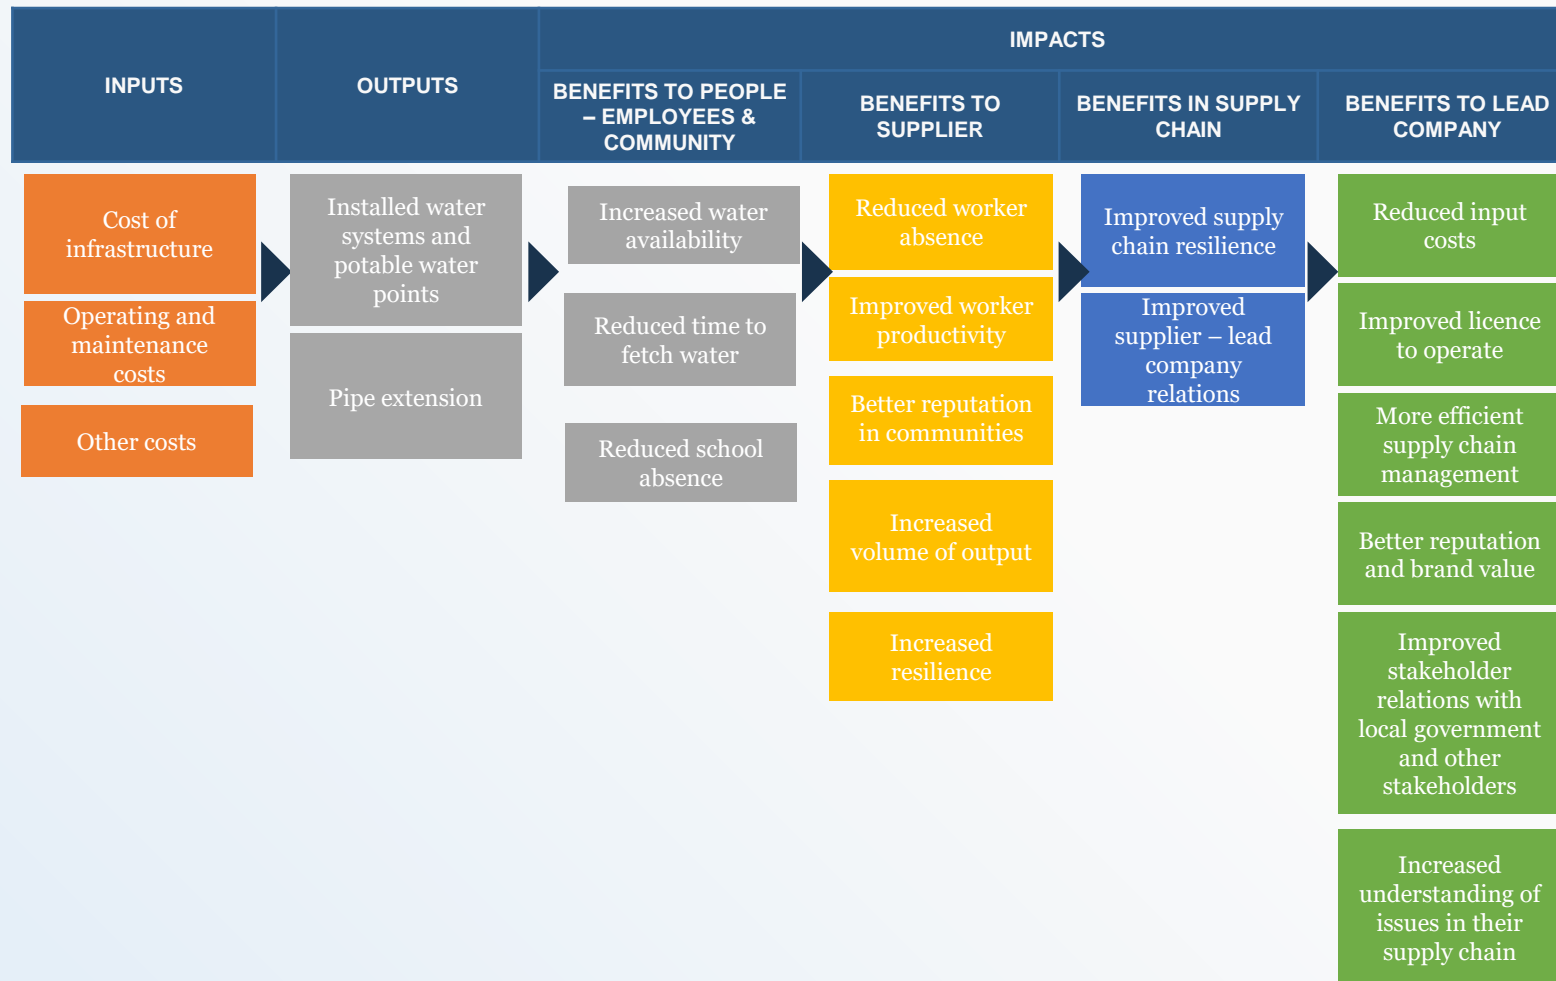 IMPACTS
INPUTS
OUTPUTS
BENEFITS TO PEOPLE
– EMPLOYEES &
COMMUNITY
BENEFITS TO
SUPPLIER
BENEFITS IN SUPPLY
CHAIN
BENEFITS TO LEAD
COMPANY
Cost of
infrastructure
Operating and
maintenance
costs
Other costs
Installed water
systems and
potable water
points
Pipe extension
Increased water
availability
Reduced time to
fetch water
Reduced school
absence
Reduced worker
absence
Improved worker
productivity
Better reputation
in communities
Increased
volume of output
Increased
resilience
Improved supply
chain resilience
Improved
supplier – lead
company
relations
Reduced input
costs
Improved licence
to operate
More efficient
supply chain
management
Better reputation
and brand value
Improved
stakeholder
relations with
local government
and other
stakeholders
Increased
understanding of
issues in their
supply chain